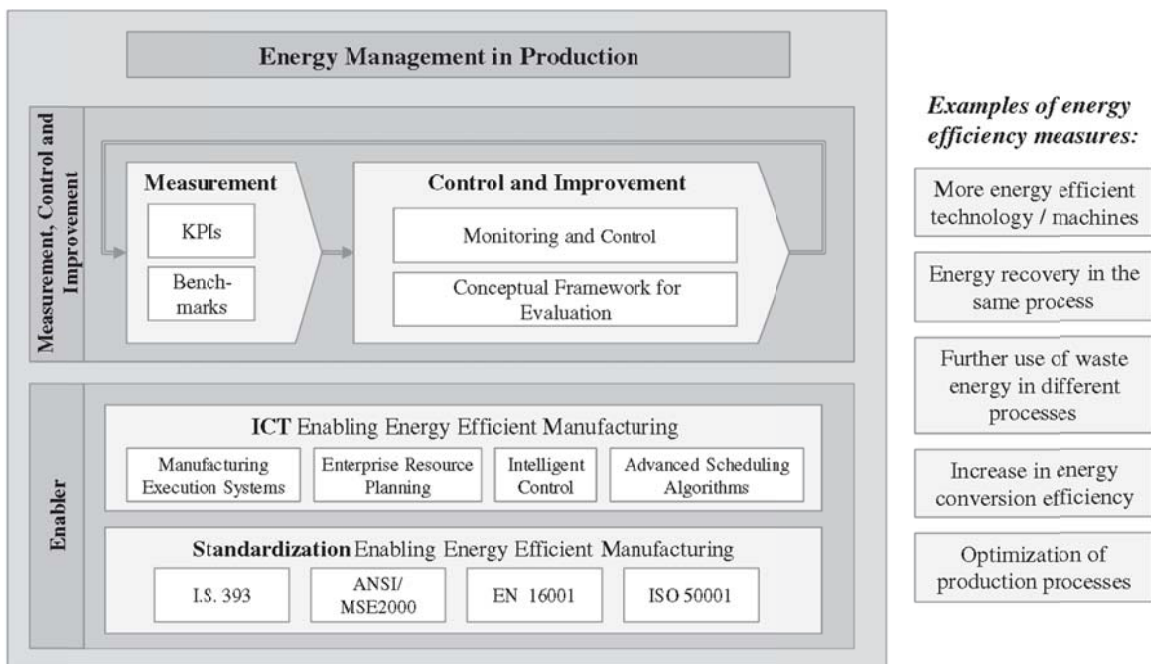 Energy Management in Production
Measurement, Control and
Improvement
Measurement
KPIs
Bench-
marks
Control and Improvement
Monitoring and Control
Conceptual Framework for
Evaluation
Enabler
ICT Enabling Energy Efficient Manufacturing
Manufacturing
Execution Systems
Enterprise Resource
Planning
Intelligent
Control
Advanced Scheduling
Algorithms
Standardization Enabling Energy Efficient Manufacturing
I.S. 393
ANSI/
MSE2000
EN 16001
ISO 50001
Examples of energy
efficiency measures:
More energy efficient
technology / machines
Energy recovery in the
same process
Further use of waste
energy in different
processes
Increase in energy
conversion efficiency
Optimization of
production processes